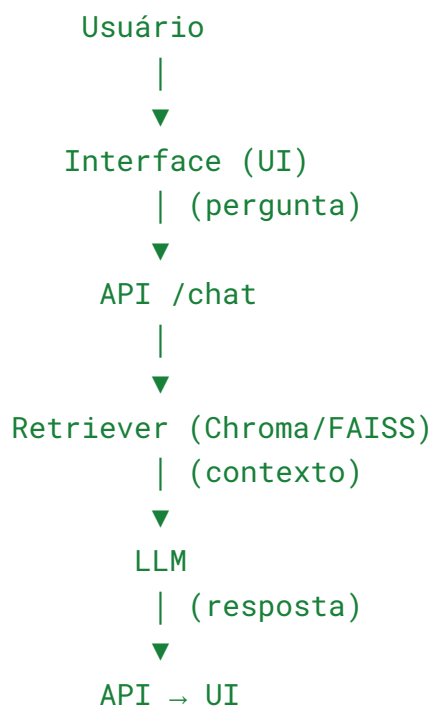 Usuário
│
▼
Interface (UI)
│ (pergunta)
▼
API /chat
│
▼
Retriever (Chroma/FAISS)
│ (contexto)
▼
LLM
│ (resposta)
▼
API → UI